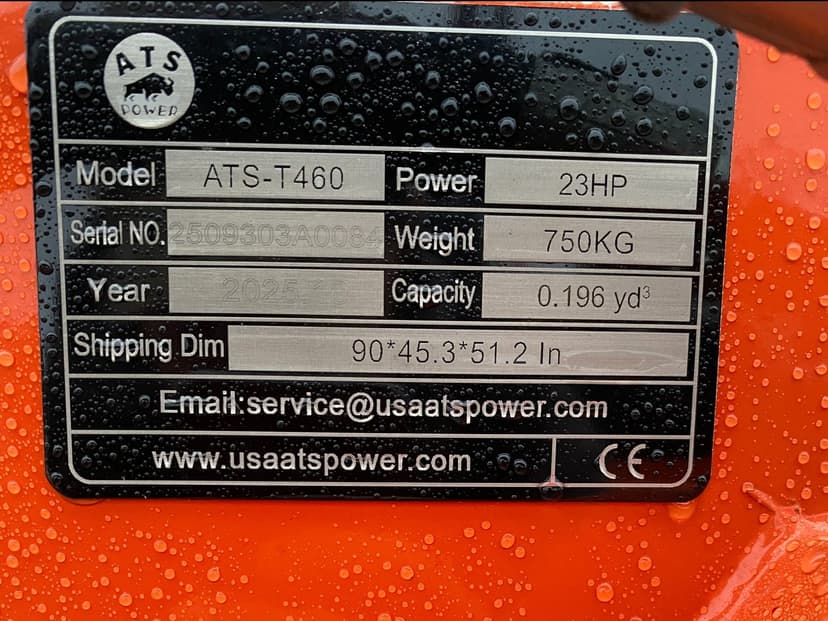 ATS
POWER
Model ATS-T460 Power 23HP
Serial NO. 2509303A0084 Weight 750KG
Year Capacity 0.196 yd³
Shipping Dim 90*45.3*51.2 In
Email:service@usaatspower.com
www.usaatspower.com CE